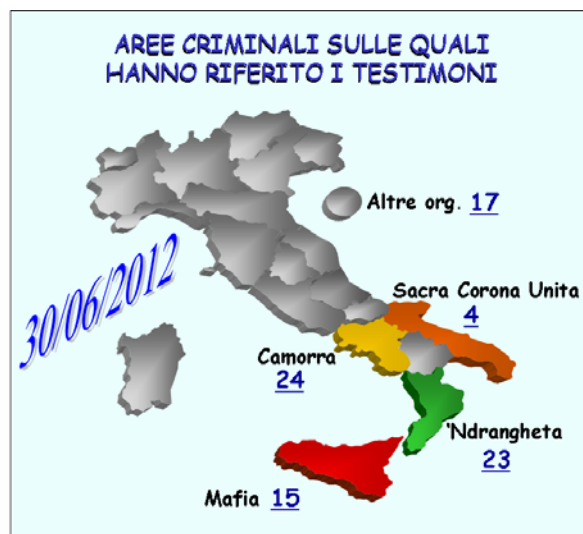 AREE CRIMINALI SULLE QUALI
HANNO RIFERITO I TESTIMONI
Altre org. 17
30/06/2012
Sacra Corona Unita
4
Camorra
24
'Ndrangheta
23
Mafia 15